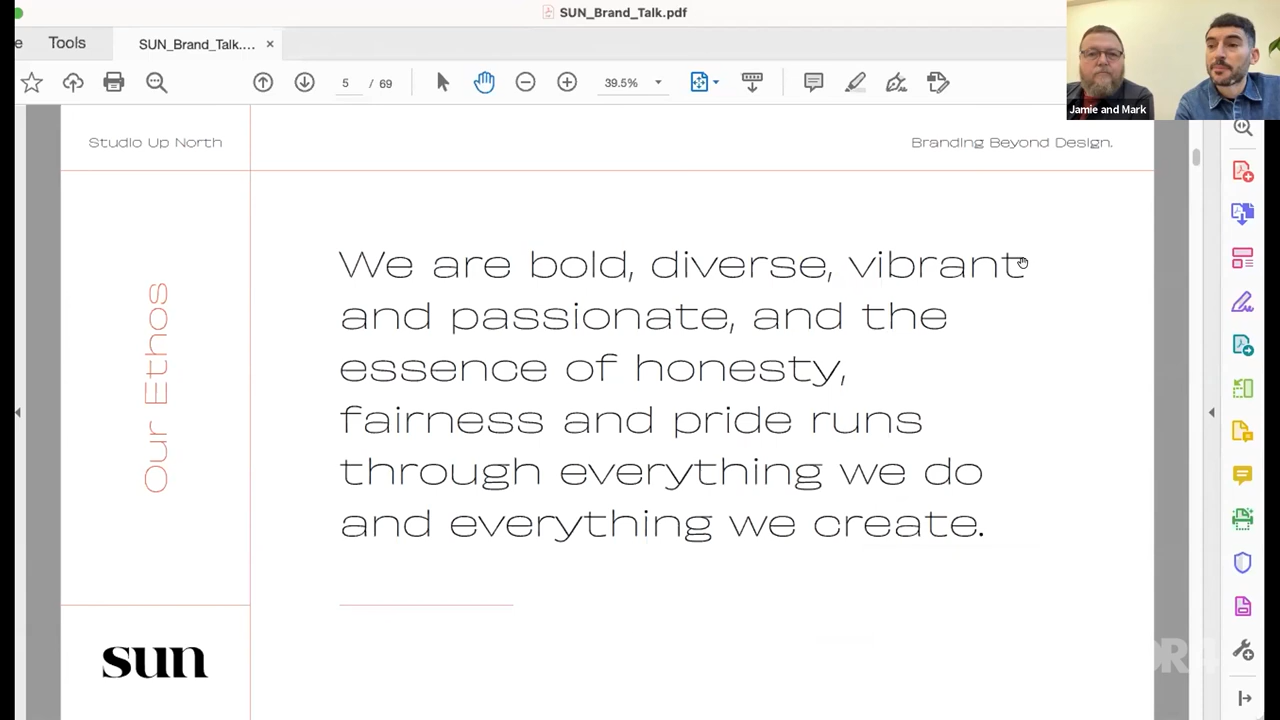 SUN_Brand_Talk.pdf
e Tools SUN_Brand_Talk....
5 / 69 39.5%
Jamie and Mark
Studio Up North
Branding Beyond Design.
Our Ethos
We are bold, diverse, vibrant
and passionate, and the
essence of honesty,
fairness and pride runs
through everything we do
and everything we create.
sun